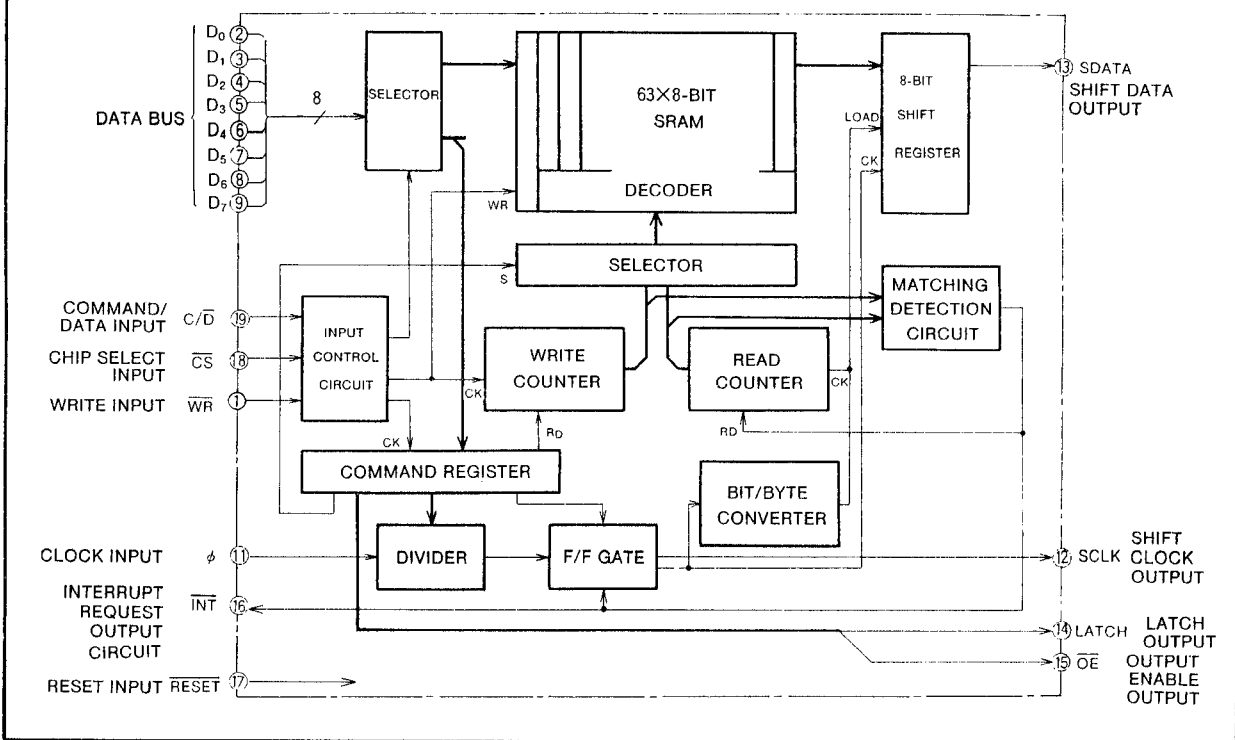 D0 2
D1 3
D2 4
D3 5
D4 6
D5 7
D6 8
D7 9
DATA BUS
8
SELECTOR
63×8-BIT
SRAM
DECODER
WR
8-BIT
SHIFT
REGISTER
LOAD
CK
13 SDATA
SHIFT DATA
OUTPUT
SELECTOR
S
MATCHING
DETECTION
CIRCUIT
COMMAND/
DATA INPUT C/D̅ 19
CHIP SELECT
INPUT C̅S̅ 18
WRITE INPUT W̅R̅ 1
INPUT
CONTROL
CIRCUIT
CK
WRITE
COUNTER
CK
RD
READ
COUNTER
CK
RD
COMMAND REGISTER
BIT/BYTE
CONVERTER
CLOCK INPUT φ 11
DIVIDER
F/F GATE
12 SCLK
SHIFT
CLOCK
OUTPUT
INTERRUPT
REQUEST
OUTPUT
CIRCUIT
I̅N̅T̅ 16
14 LATCH
LATCH
OUTPUT
15 O̅E̅
OUTPUT
ENABLE
OUTPUT
RESET INPUT R̅E̅S̅E̅T̅ 17